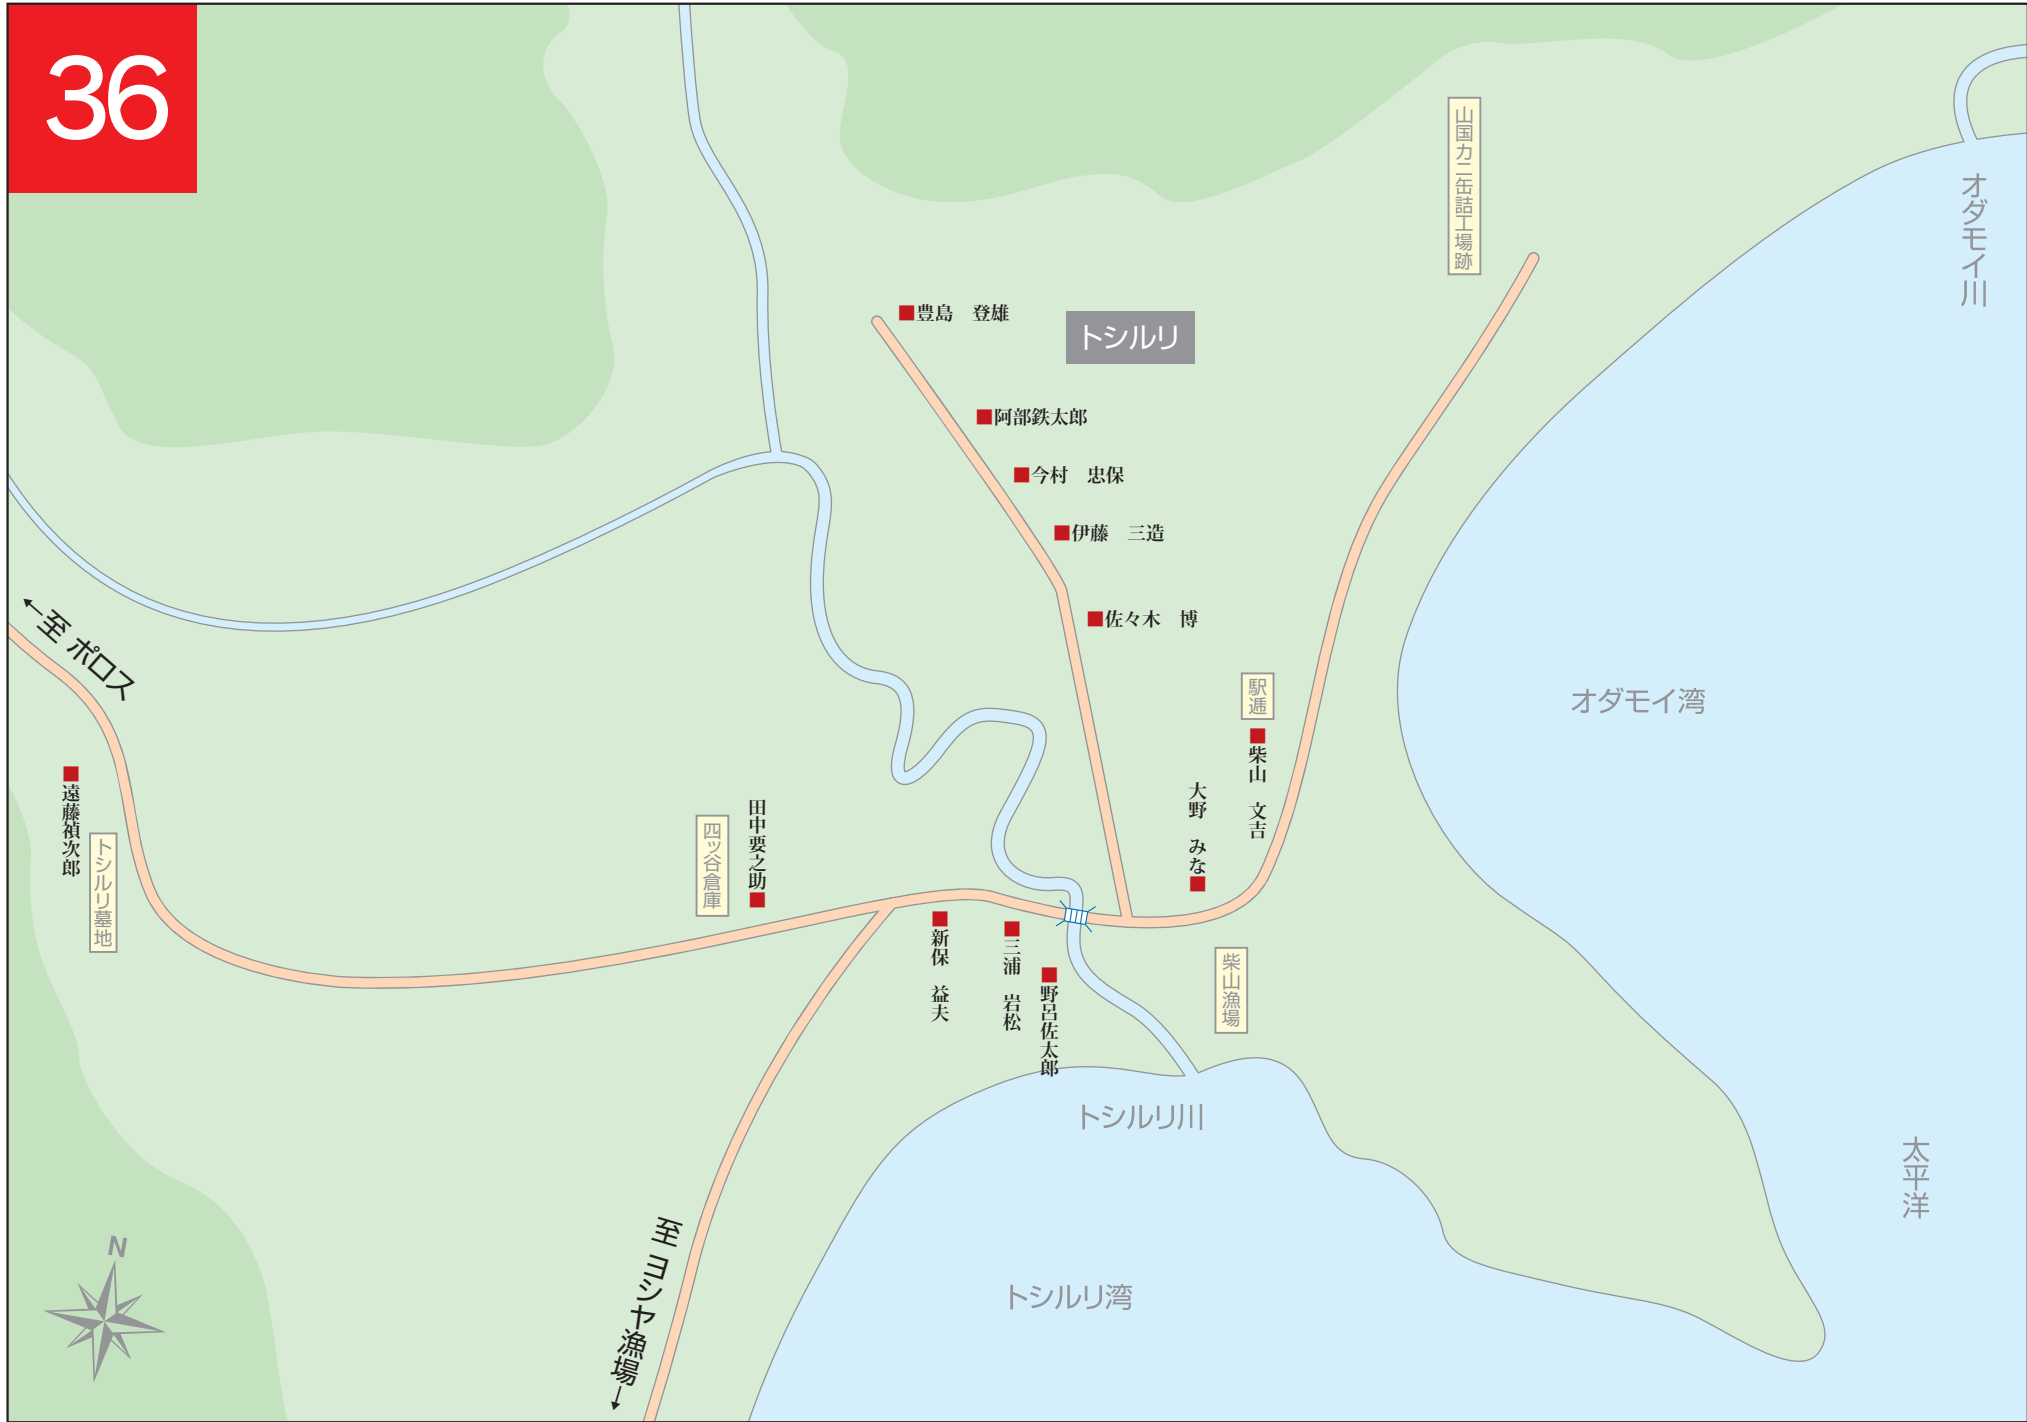 36
山国カニ缶詰工場跡
オダモイ川
豊島　登雄
トシルリ
阿部鉄太郎
今村　忠保
伊藤　三造
佐々木　博
至 ポロス
駅逓
柴山　文吉
オダモイ湾
遠藤禎次郎
トシルリ墓地
四ッ谷倉庫
田中要之助
大野　みな
新保　益夫
三浦　岩松
野呂佐太郎
柴山漁場
トシルリ川
太平洋
至 ヨシヤ漁場
トシルリ湾
N